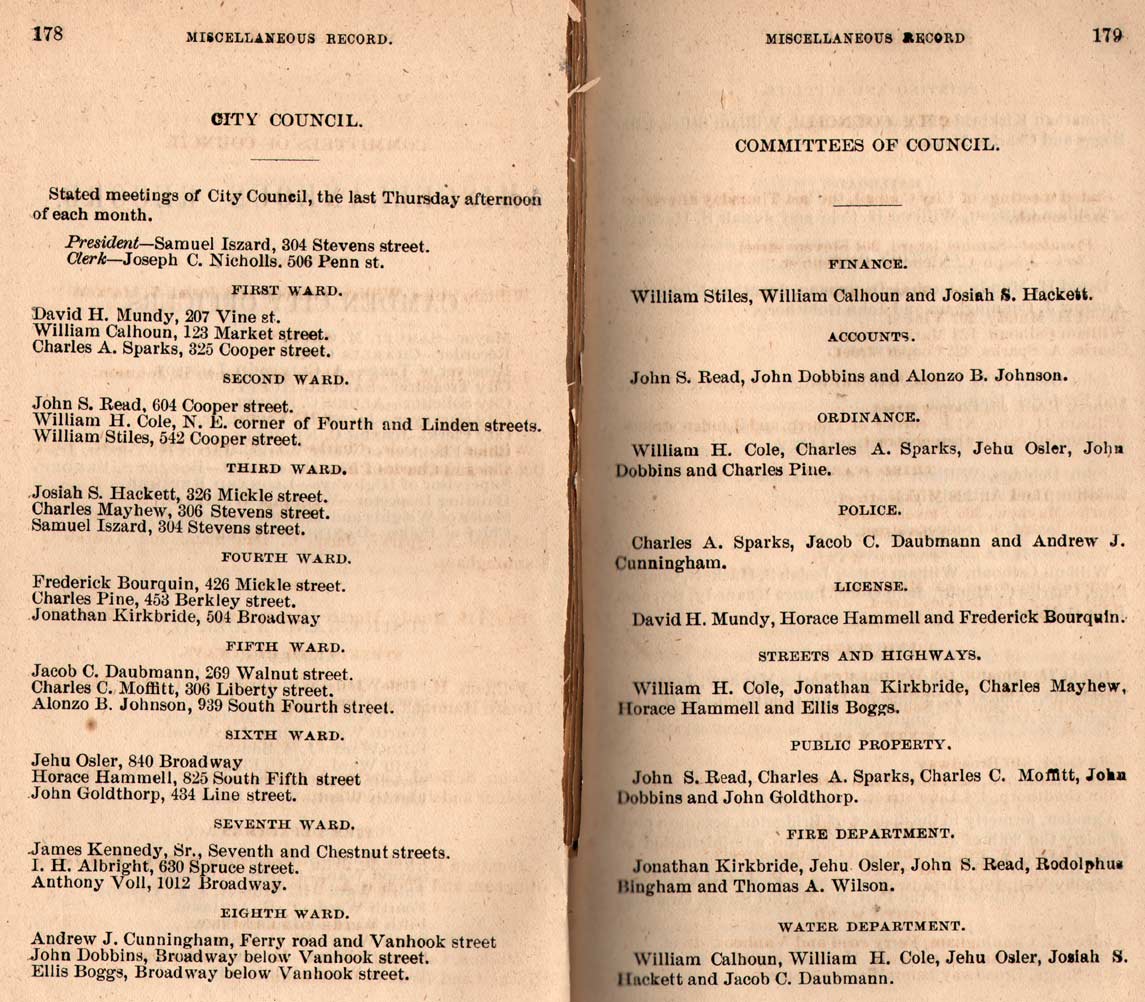 178
MISCELLANEOUS RECORD.
CITY COUNCIL.
Stated meetings of City Council, the last Thursday afternoon
of each month.
President—Samuel Iszard, 304 Stevens street.
Clerk—Joseph C. Nicholls. 506 Penn st.
FIRST WARD.
David H. Mundy, 207 Vine st.
William Calhoun, 123 Market street.
Charles A. Sparks, 325 Cooper street.
SECOND WARD.
John S. Read, 604 Cooper street.
William H. Cole, N. E. corner of Fourth and Linden streets.
William Stiles, 542 Cooper street.
THIRD WARD.
Josiah S. Hackett, 326 Mickle street.
Charles Mayhew, 306 Stevens street.
Samuel Iszard, 304 Stevens street.
FOURTH WARD.
Frederick Bourquin, 426 Mickle street.
Charles Pine, 453 Berkley street.
Jonathan Kirkbride, 504 Broadway
FIFTH WARD.
Jacob C. Daubmann, 269 Walnut street.
Charles C. Moffitt, 306 Liberty street.
Alonzo B. Johnson, 939 South Fourth street.
SIXTH WARD.
Jehu Osler, 840 Broadway
Horace Hammell, 825 South Fifth street
John Goldthorp, 434 Line street.
SEVENTH WARD.
James Kennedy, Sr., Seventh and Chestnut streets.
I. H. Albright, 630 Spruce street.
Anthony Voll, 1012 Broadway.
EIGHTH WARD.
Andrew J. Cunningham, Ferry road and Vanhook street
John Dobbins, Broadway below Vanhook street.
Ellis Boggs, Broadway below Vanhook street.
MISCELLANEOUS RECORD
179
COMMITTEES OF COUNCIL.
FINANCE.
William Stiles, William Calhoun and Josiah S. Hackett.
ACCOUNTS.
John S. Read, John Dobbins and Alonzo B. Johnson.
ORDINANCE.
William H. Cole, Charles A. Sparks, Jehu Osler, John
Dobbins and Charles Pine.
POLICE.
Charles A. Sparks, Jacob C. Daubmann and Andrew J.
Cunningham.
LICENSE.
David H. Mundy, Horace Hammell and Frederick Bourquin.
STREETS AND HIGHWAYS.
William H. Cole, Jonathan Kirkbride, Charles Mayhew,
Horace Hammell and Ellis Boggs.
PUBLIC PROPERTY.
John S. Read, Charles A. Sparks, Charles C. Moffitt, John
Dobbins and John Goldthorp.
FIRE DEPARTMENT.
Jonathan Kirkbride, Jehu Osler, John S. Read, Rodolphus
Bingham and Thomas A. Wilson.
WATER DEPARTMENT.
William Calhoun, William H. Cole, Jehu Osler, Josiah S.
Hackett and Jacob C. Daubmann.